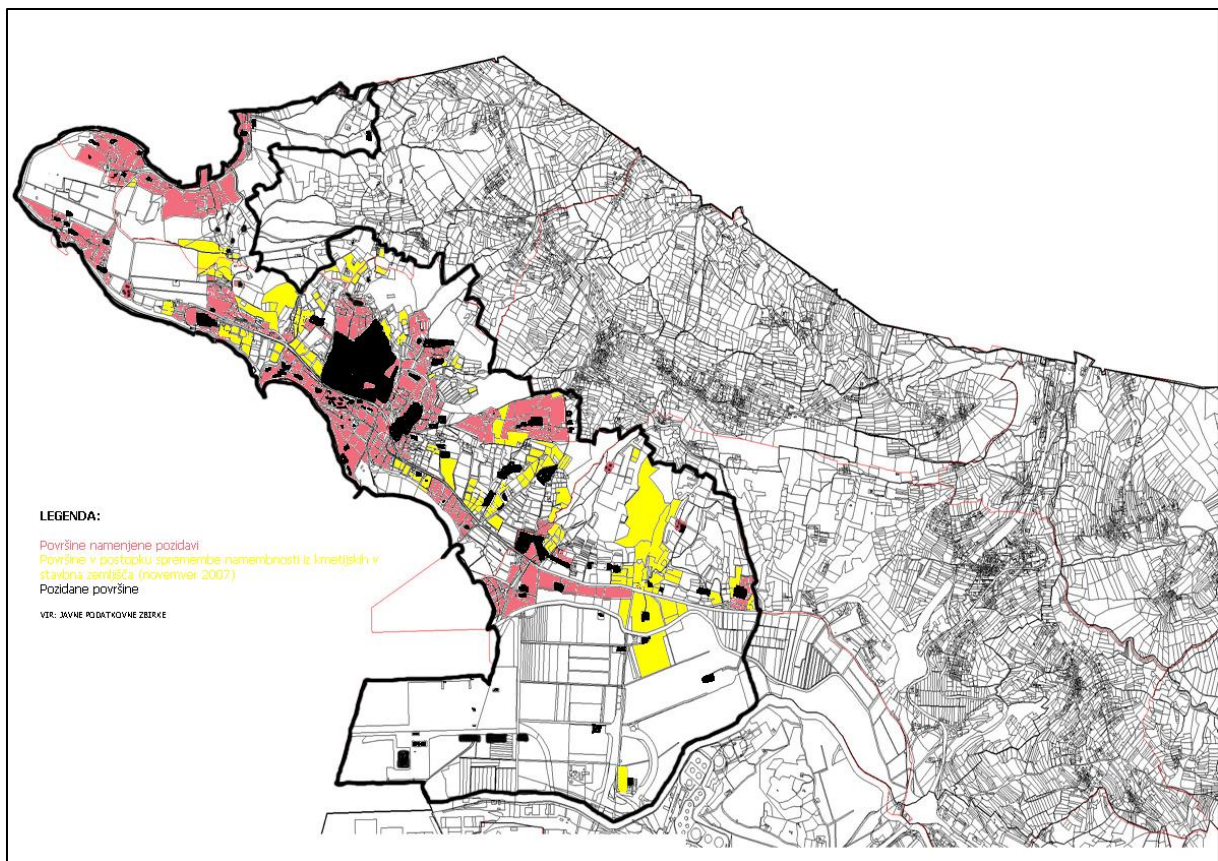 LEGENDA:
Površine namenjene pozidavi
Površine v postopku spremembe namembnosti iz kmetijskih v
stavbna zemljišča (november 2007)
Pozidane površine
VIR: JAVNE PODATKOVNE ZBIRKE